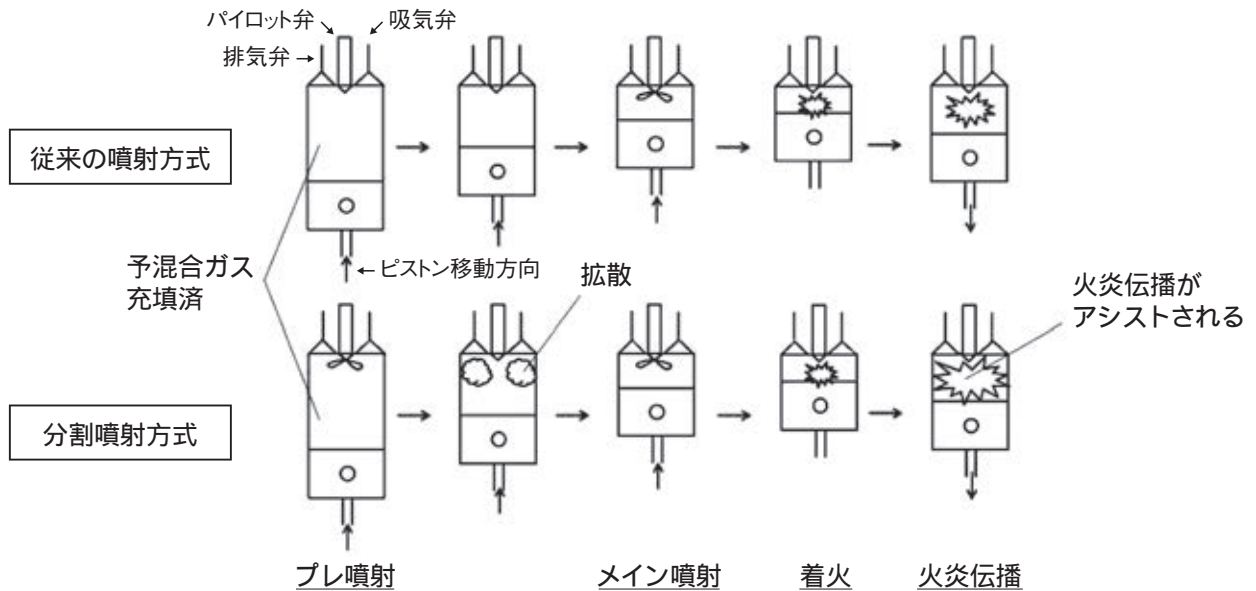 パイロット弁
吸気弁
排気弁
従来の噴射方式
予混合ガス
充填済
ピストン移動方向
拡散
火炎伝播が
アシストされる
分割噴射方式
プレ噴射
メイン噴射
着火
火炎伝播